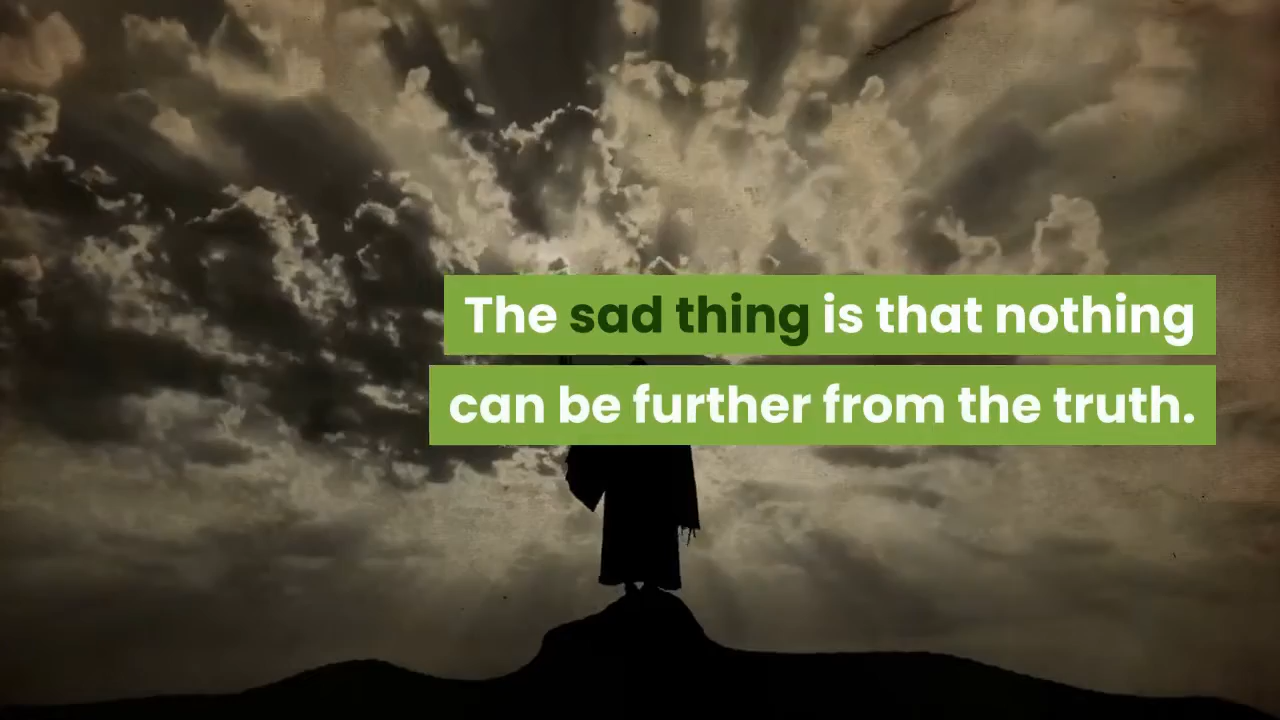 The sad thing is that nothing
can be further from the truth.